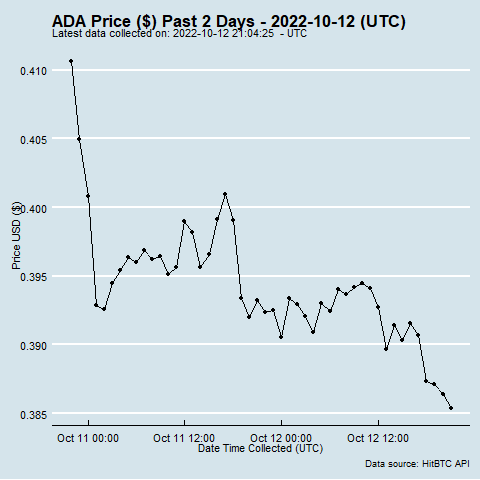 ADA Price ($) Past 2 Days - 2022-10-12 (UTC)
Latest data collected on: 2022-10-12 21:04:25 - UTC
Price USD ($)
0.410
0.405
0.400
0.395
0.390
0.385
Oct 11 00:00
Oct 11 12:00
Oct 12 00:00
Oct 12 12:00
Date Time Collected (UTC)
Data source: HitBTC API